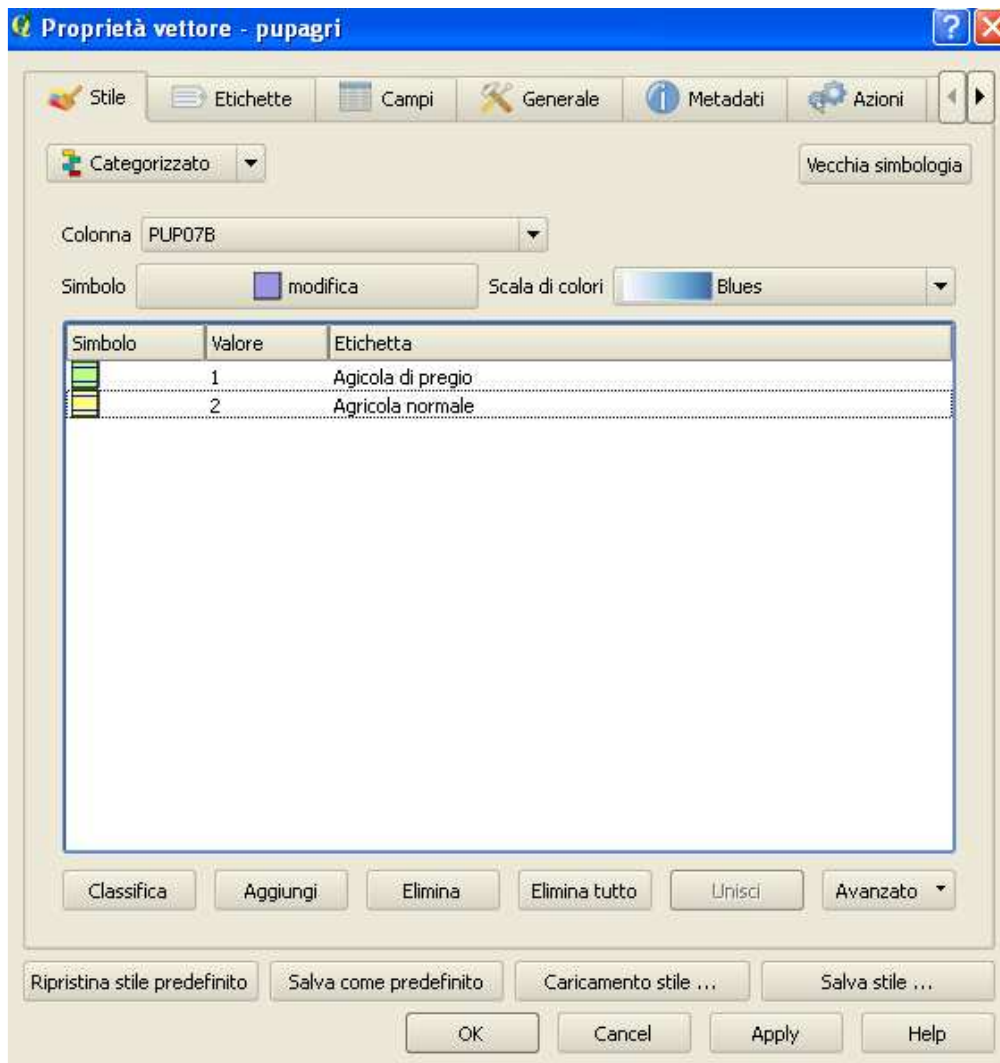 Proprietà vettore - pupagri
Stile Etichette Campi Generale Metadati Azioni
Categorizzato Vecchia simbologia
Colonna PUP07B
Simbolo modifica Scala di colori Blues
Simbolo Valore Etichetta
1 Agicola di pregio
2 Agricola normale
Classifica Aggiungi Elimina Elimina tutto Unisci Avanzato
Ripristina stile predefinito Salva come predefinito Caricamento stile ... Salva stile ...
OK Cancel Apply Help